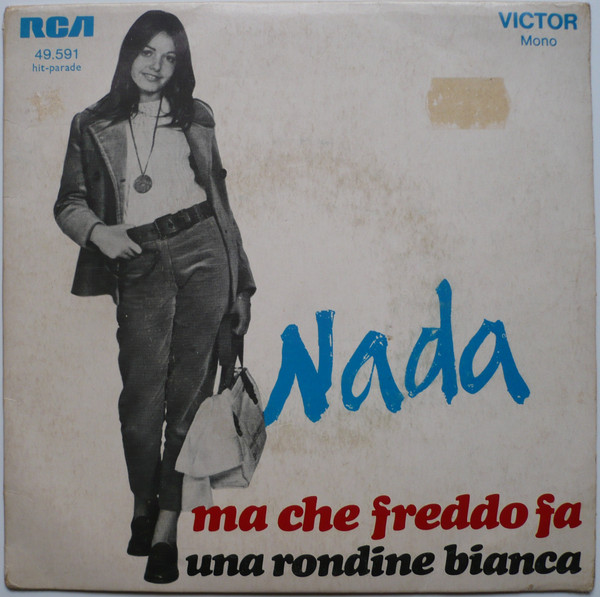 RCA
49.591
hit-parade
VICTOR
Mono
Nada
ma che freddo fa
una rondine bianca